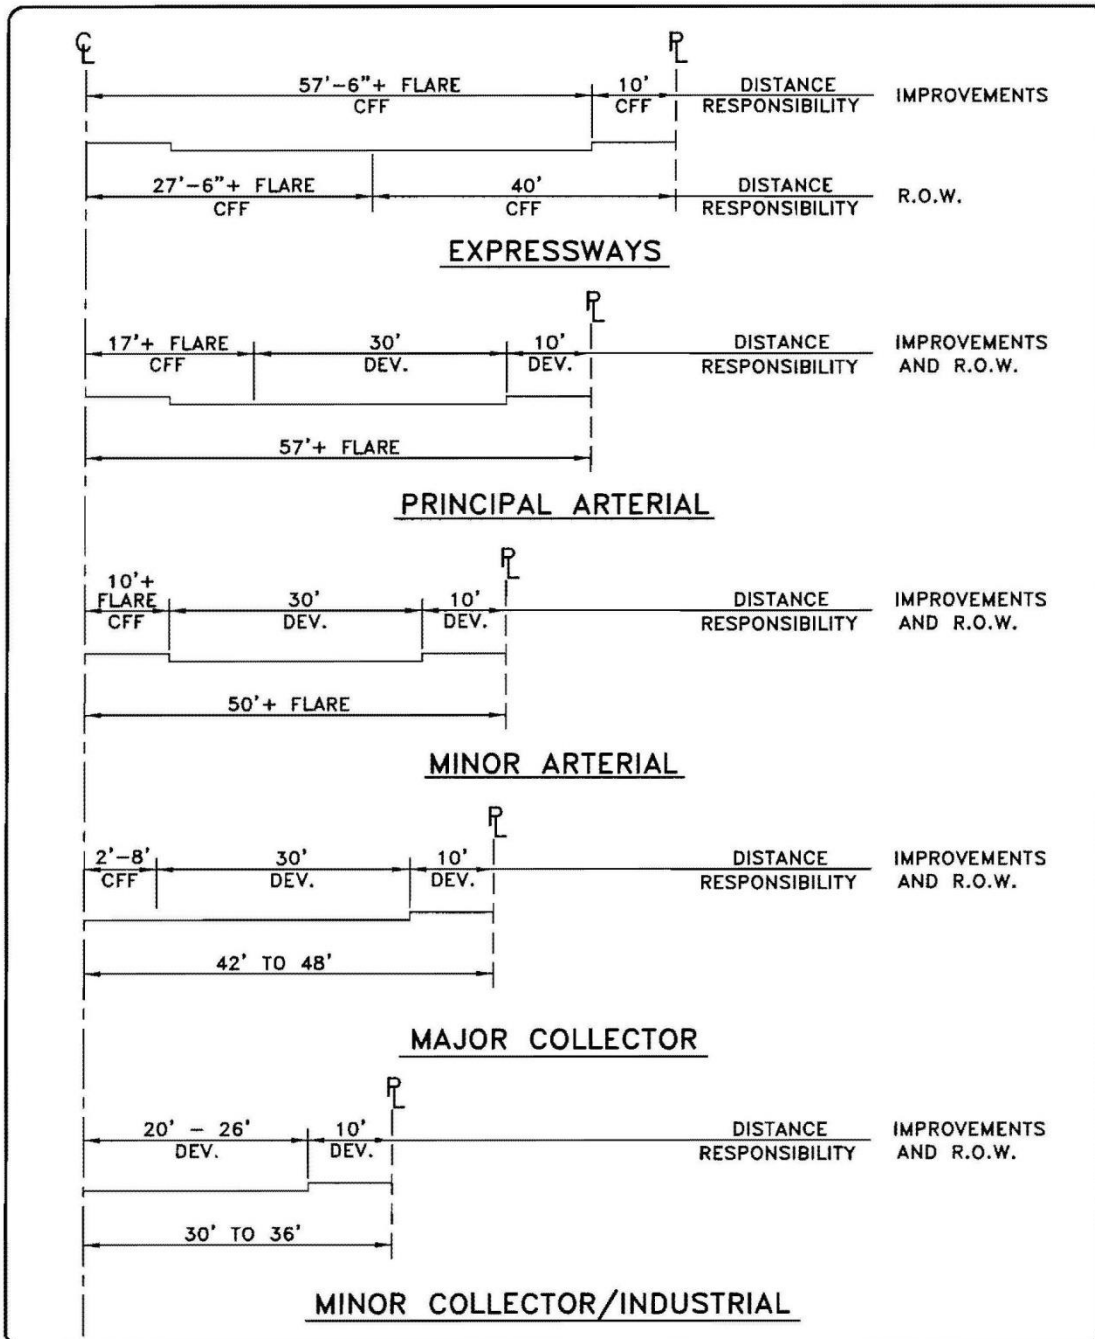 CL PL
57'-6"+ FLARE 10' DISTANCE
CFF CFF RESPONSIBILITY IMPROVEMENTS
27'-6"+ FLARE 40' DISTANCE
CFF CFF RESPONSIBILITY R.O.W.
EXPRESSWAYS
PL
17'+ FLARE 30' 10' DISTANCE IMPROVEMENTS
CFF DEV. DEV. RESPONSIBILITY AND R.O.W.
57'+ FLARE
PRINCIPAL ARTERIAL
PL
10'+
FLARE 30' 10' DISTANCE IMPROVEMENTS
CFF DEV. DEV. RESPONSIBILITY AND R.O.W.
50'+ FLARE
MINOR ARTERIAL
PL
2'-8' 30' 10' DISTANCE IMPROVEMENTS
CFF DEV. DEV. RESPONSIBILITY AND R.O.W.
42' TO 48'
MAJOR COLLECTOR
PL
20' - 26' 10' DISTANCE IMPROVEMENTS
DEV. DEV. RESPONSIBILITY AND R.O.W.
30' TO 36'
MINOR COLLECTOR/INDUSTRIAL